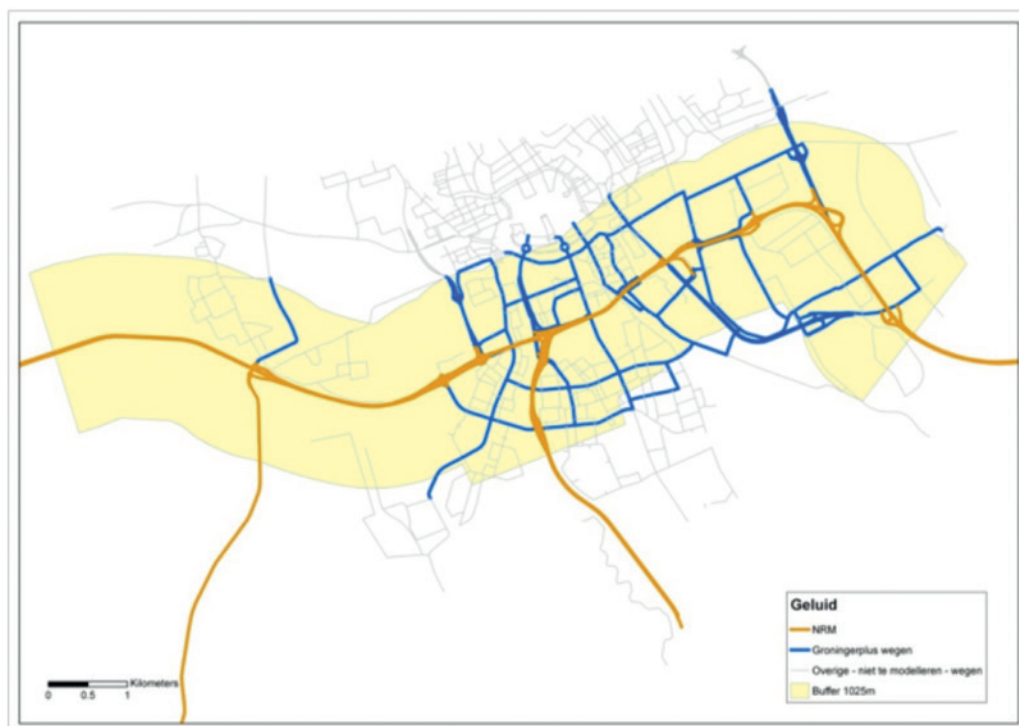 Geluid
NRM
Groningerplus wegen
Overige - niet te modelleren - wegen
Buffer 1025m
Kilometers
0 0.5 1